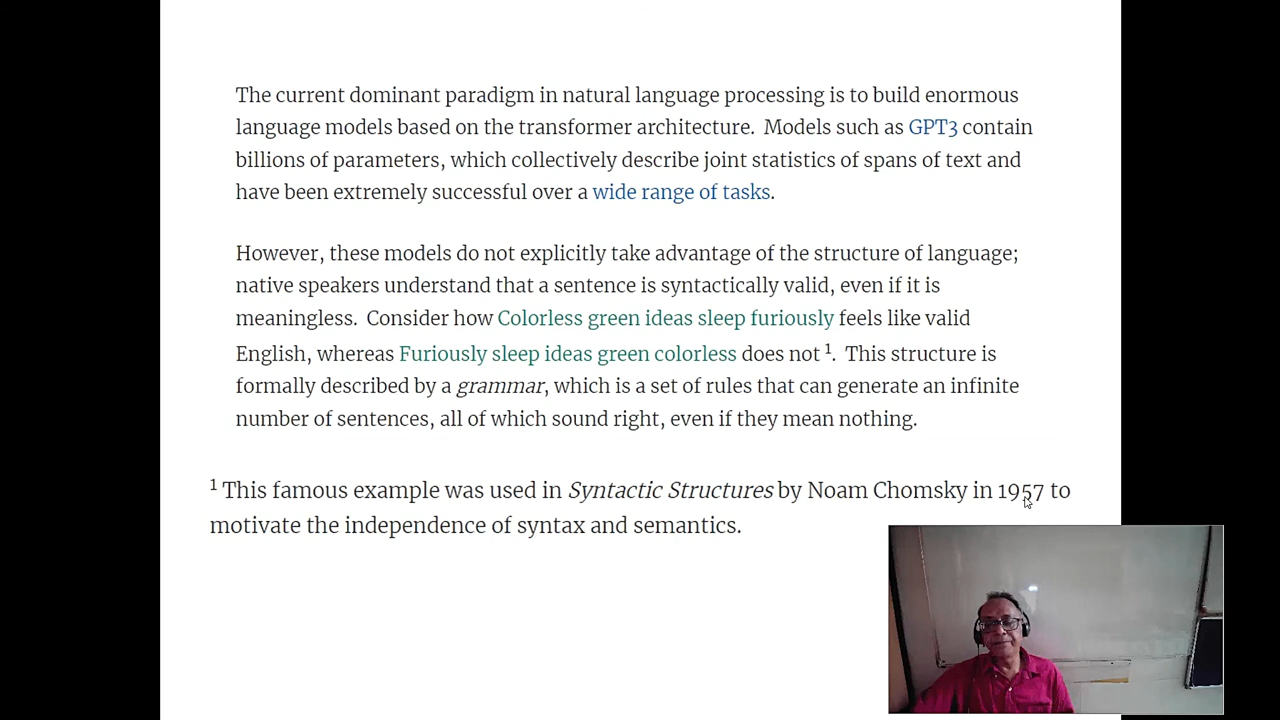 The current dominant paradigm in natural language processing is to build enormous
language models based on the transformer architecture. Models such as GPT3 contain
billions of parameters, which collectively describe joint statistics of spans of text and
have been extremely successful over a wide range of tasks.
However, these models do not explicitly take advantage of the structure of language;
native speakers understand that a sentence is syntactically valid, even if it is
meaningless. Consider how Colorless green ideas sleep furiously feels like valid
English, whereas Furiously sleep ideas green colorless does not ¹. This structure is
formally described by a grammar, which is a set of rules that can generate an infinite
number of sentences, all of which sound right, even if they mean nothing.
¹ This famous example was used in Syntactic Structures by Noam Chomsky in 1957 to
motivate the independence of syntax and semantics.